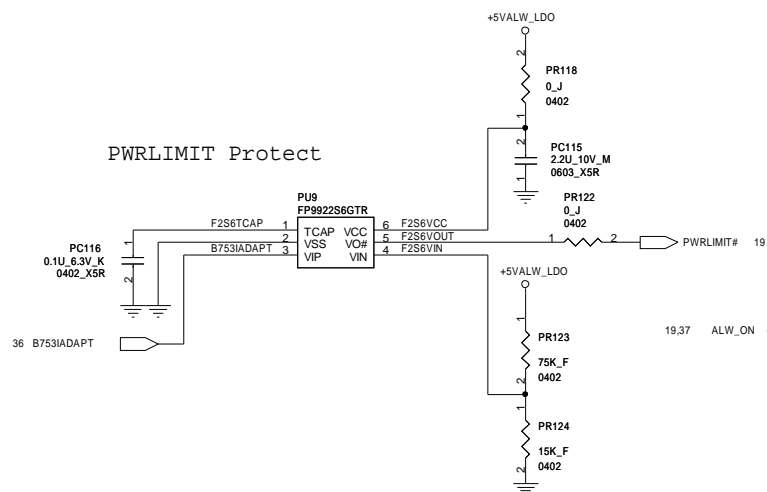 +5VALW_LDO
2
PR118
0_J
0402
1
PWRLIMIT Protect
2
PC115
2.2U_10V_M
0603_X5R
1
PU9
FP9922S6GTR
PR122
0_J
0402
F2S6TCAP 1 TCAP VCC 6 F2S6VCC
2 VSS VO# 5 F2S6VOUT 1 2 PWRLIMIT# 19
B753IADAPT 3 VIP VIN 4 F2S6VIN
1
PC116
0.1U_6.3V_K
0402_X5R
2
+5VALW_LDO
36 B753IADAPT
1
PR123
75K_F
0402
2
19,37 ALW_ON
1
PR124
15K_F
0402
2